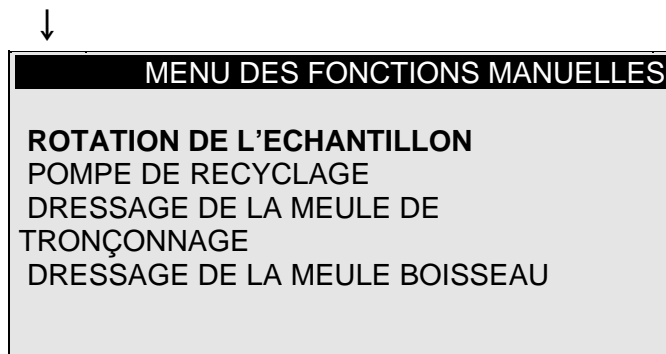 ↓
MENU DES FONCTIONS MANUELLES
ROTATION DE L’ECHANTILLON
POMPE DE RECYCLAGE
DRESSAGE DE LA MEULE DE
TRONÇONNAGE
DRESSAGE DE LA MEULE BOISSEAU